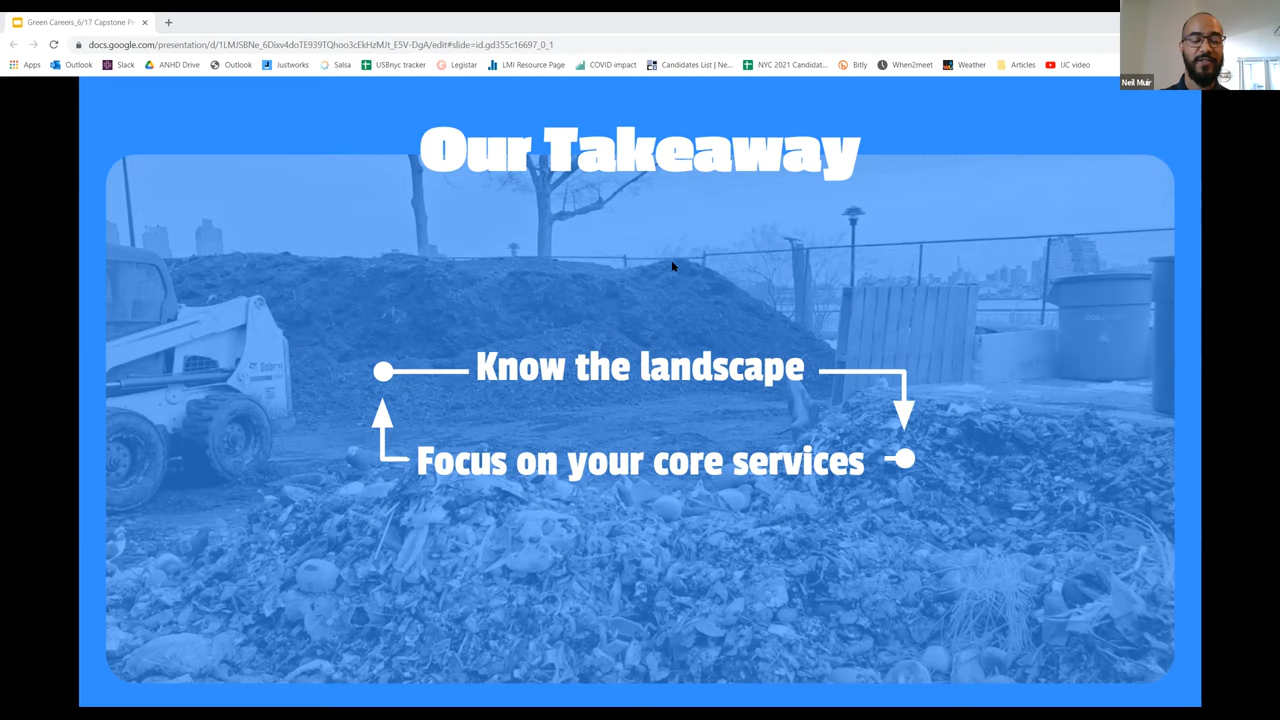 Green Careers_6/17 Capstone Pr
docs.google.com/presentation/d/1LMJSBNe_6Dixv4doTE939TQhoo3cEkHzMJt_E5V-DgA/edit#slide=id.gd355c16697_0_1
Apps Outlook Slack ANHD Drive Outlook Justworks Salsa USBnyc tracker Legistar LMI Resource Page COVID impact Candidates List | Ne... NYC 2021 Candidat... Bitly When2meet Weather Articles IJC video
Neil Muir
Our Takeaway
Know the landscape
Focus on your core services